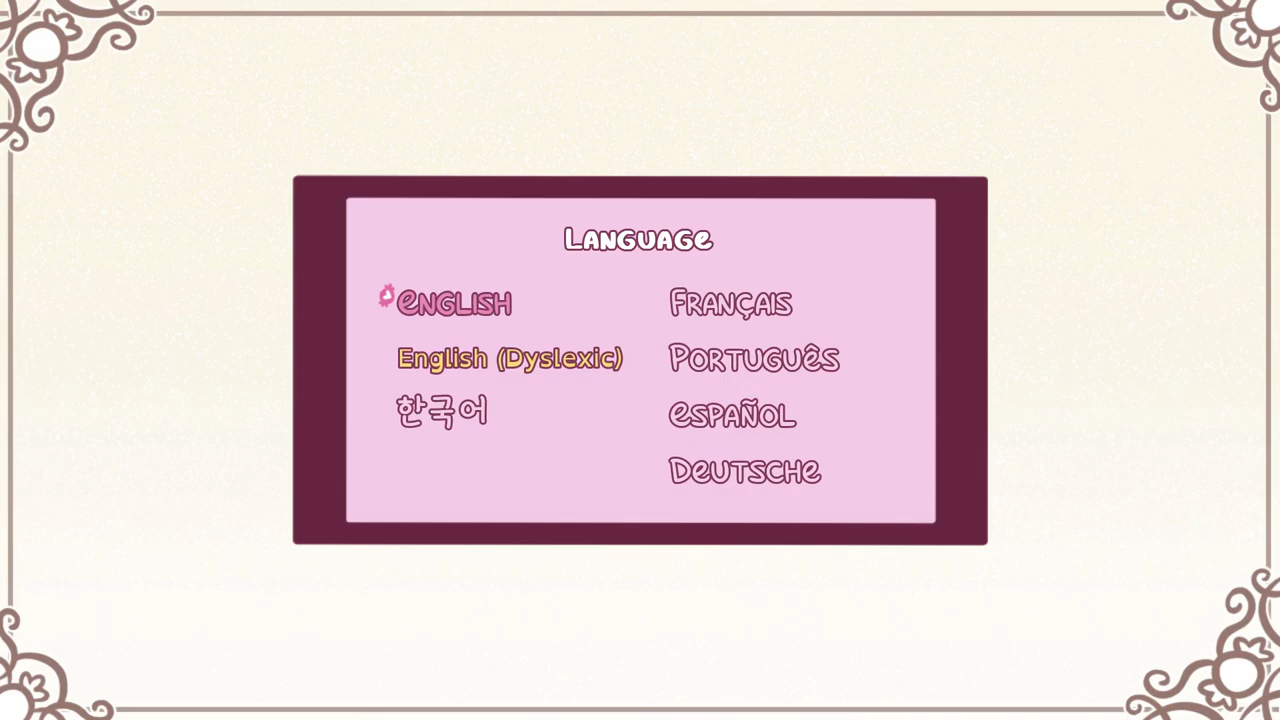 Language
English
English (Dyslexic)
한국어
Français
Português
Español
Deutsche